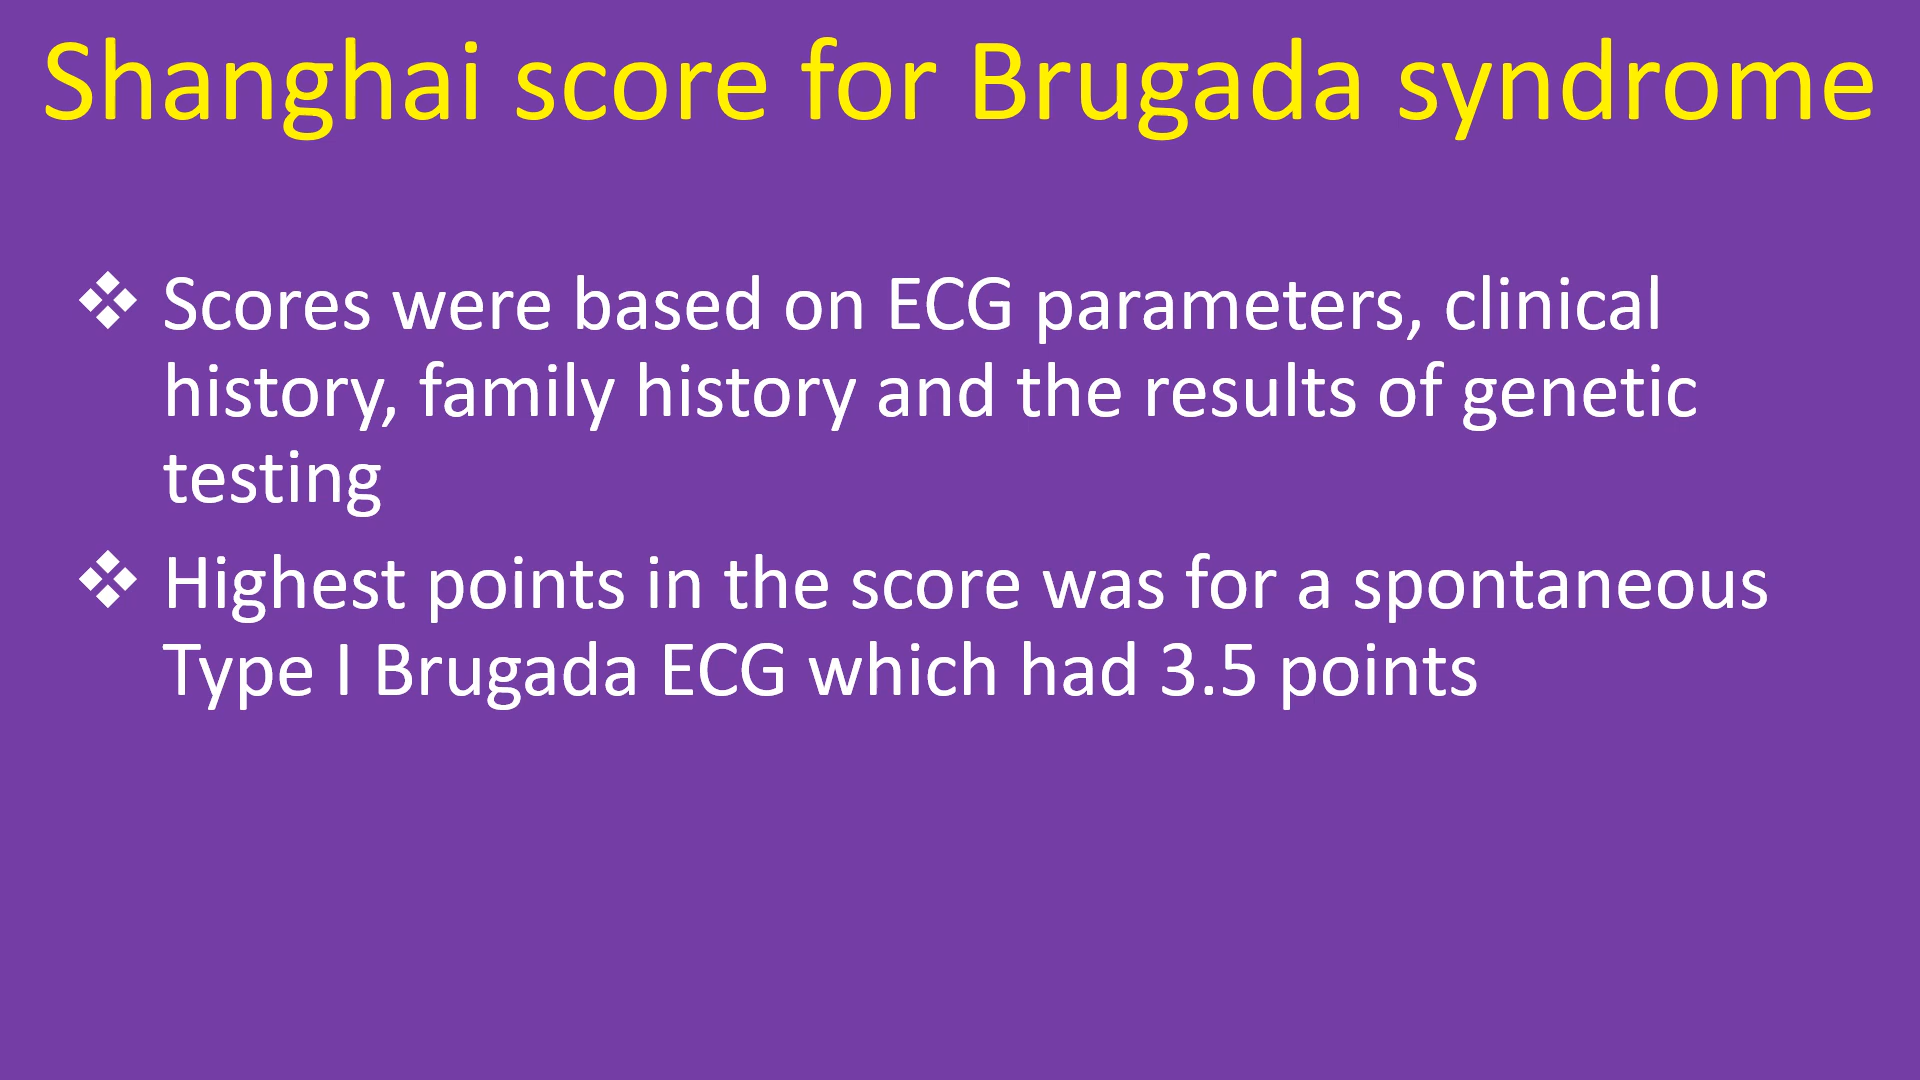 Shanghai score for Brugada syndrome
❖ Scores were based on ECG parameters, clinical
history, family history and the results of genetic
testing
❖ Highest points in the score was for a spontaneous
Type I Brugada ECG which had 3.5 points